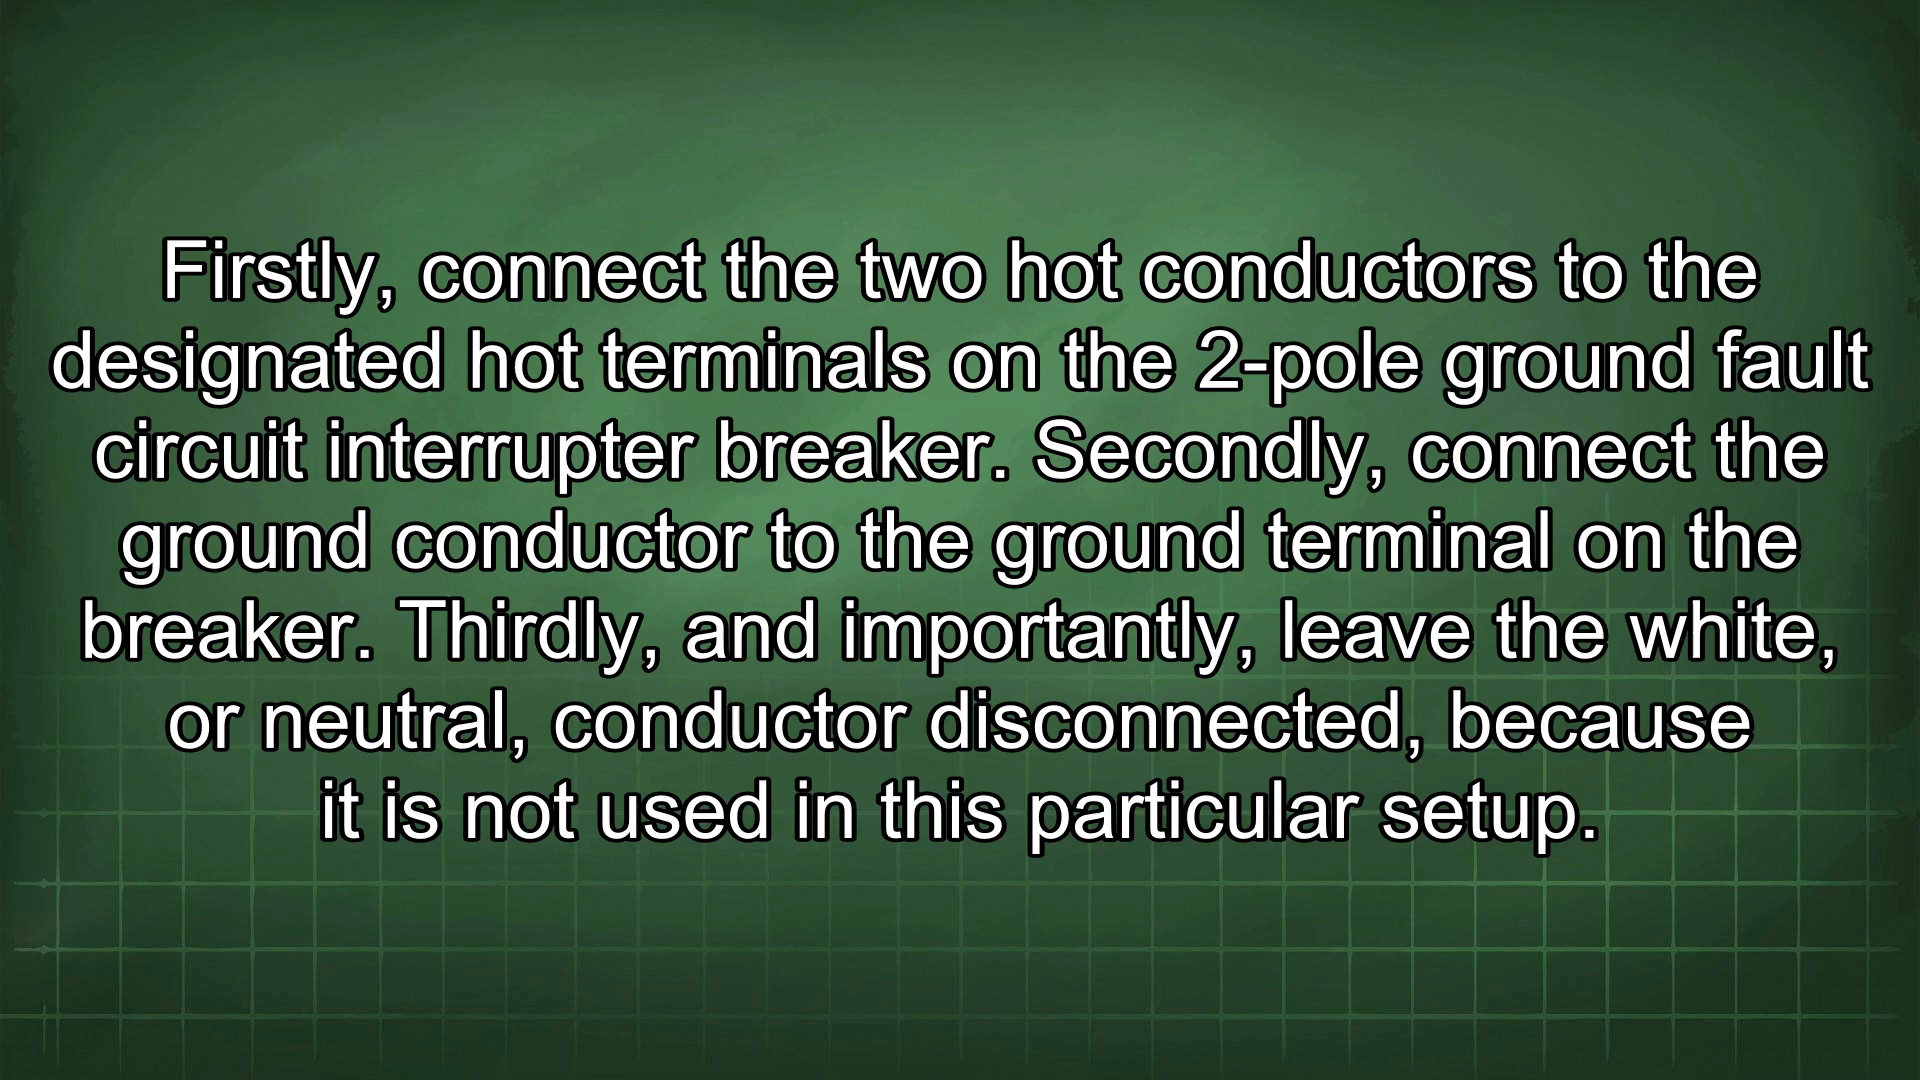 Firstly, connect the two hot conductors to the
designated hot terminals on the 2-pole ground fault
circuit interrupter breaker. Secondly, connect the
ground conductor to the ground terminal on the
breaker. Thirdly, and importantly, leave the white,
or neutral, conductor disconnected, because
it is not used in this particular setup.